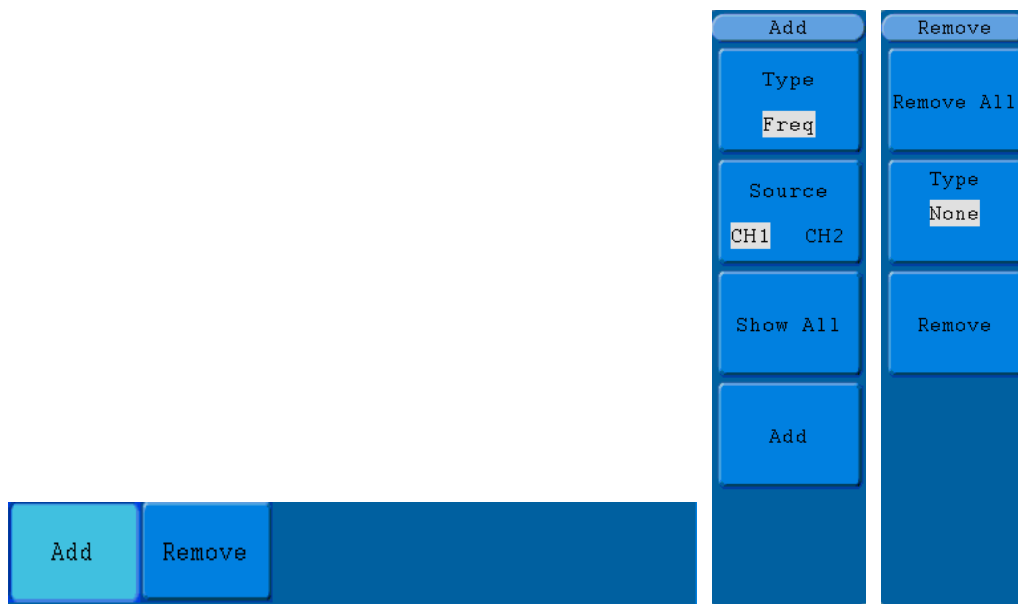 Add
Type
Freq
Source
CH1 CH2
Show All
Add
Remove
Remove All
Type
None
Remove
Add Remove